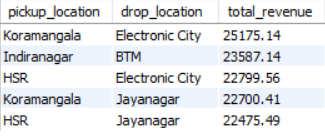 pickup_location drop_location total_revenue
Koramangala Electronic City 25175.14
Indiranagar BTM 23587.14
HSR Electronic City 22799.56
Koramangala Jayanagar 22700.41
HSR Jayanagar 22475.49